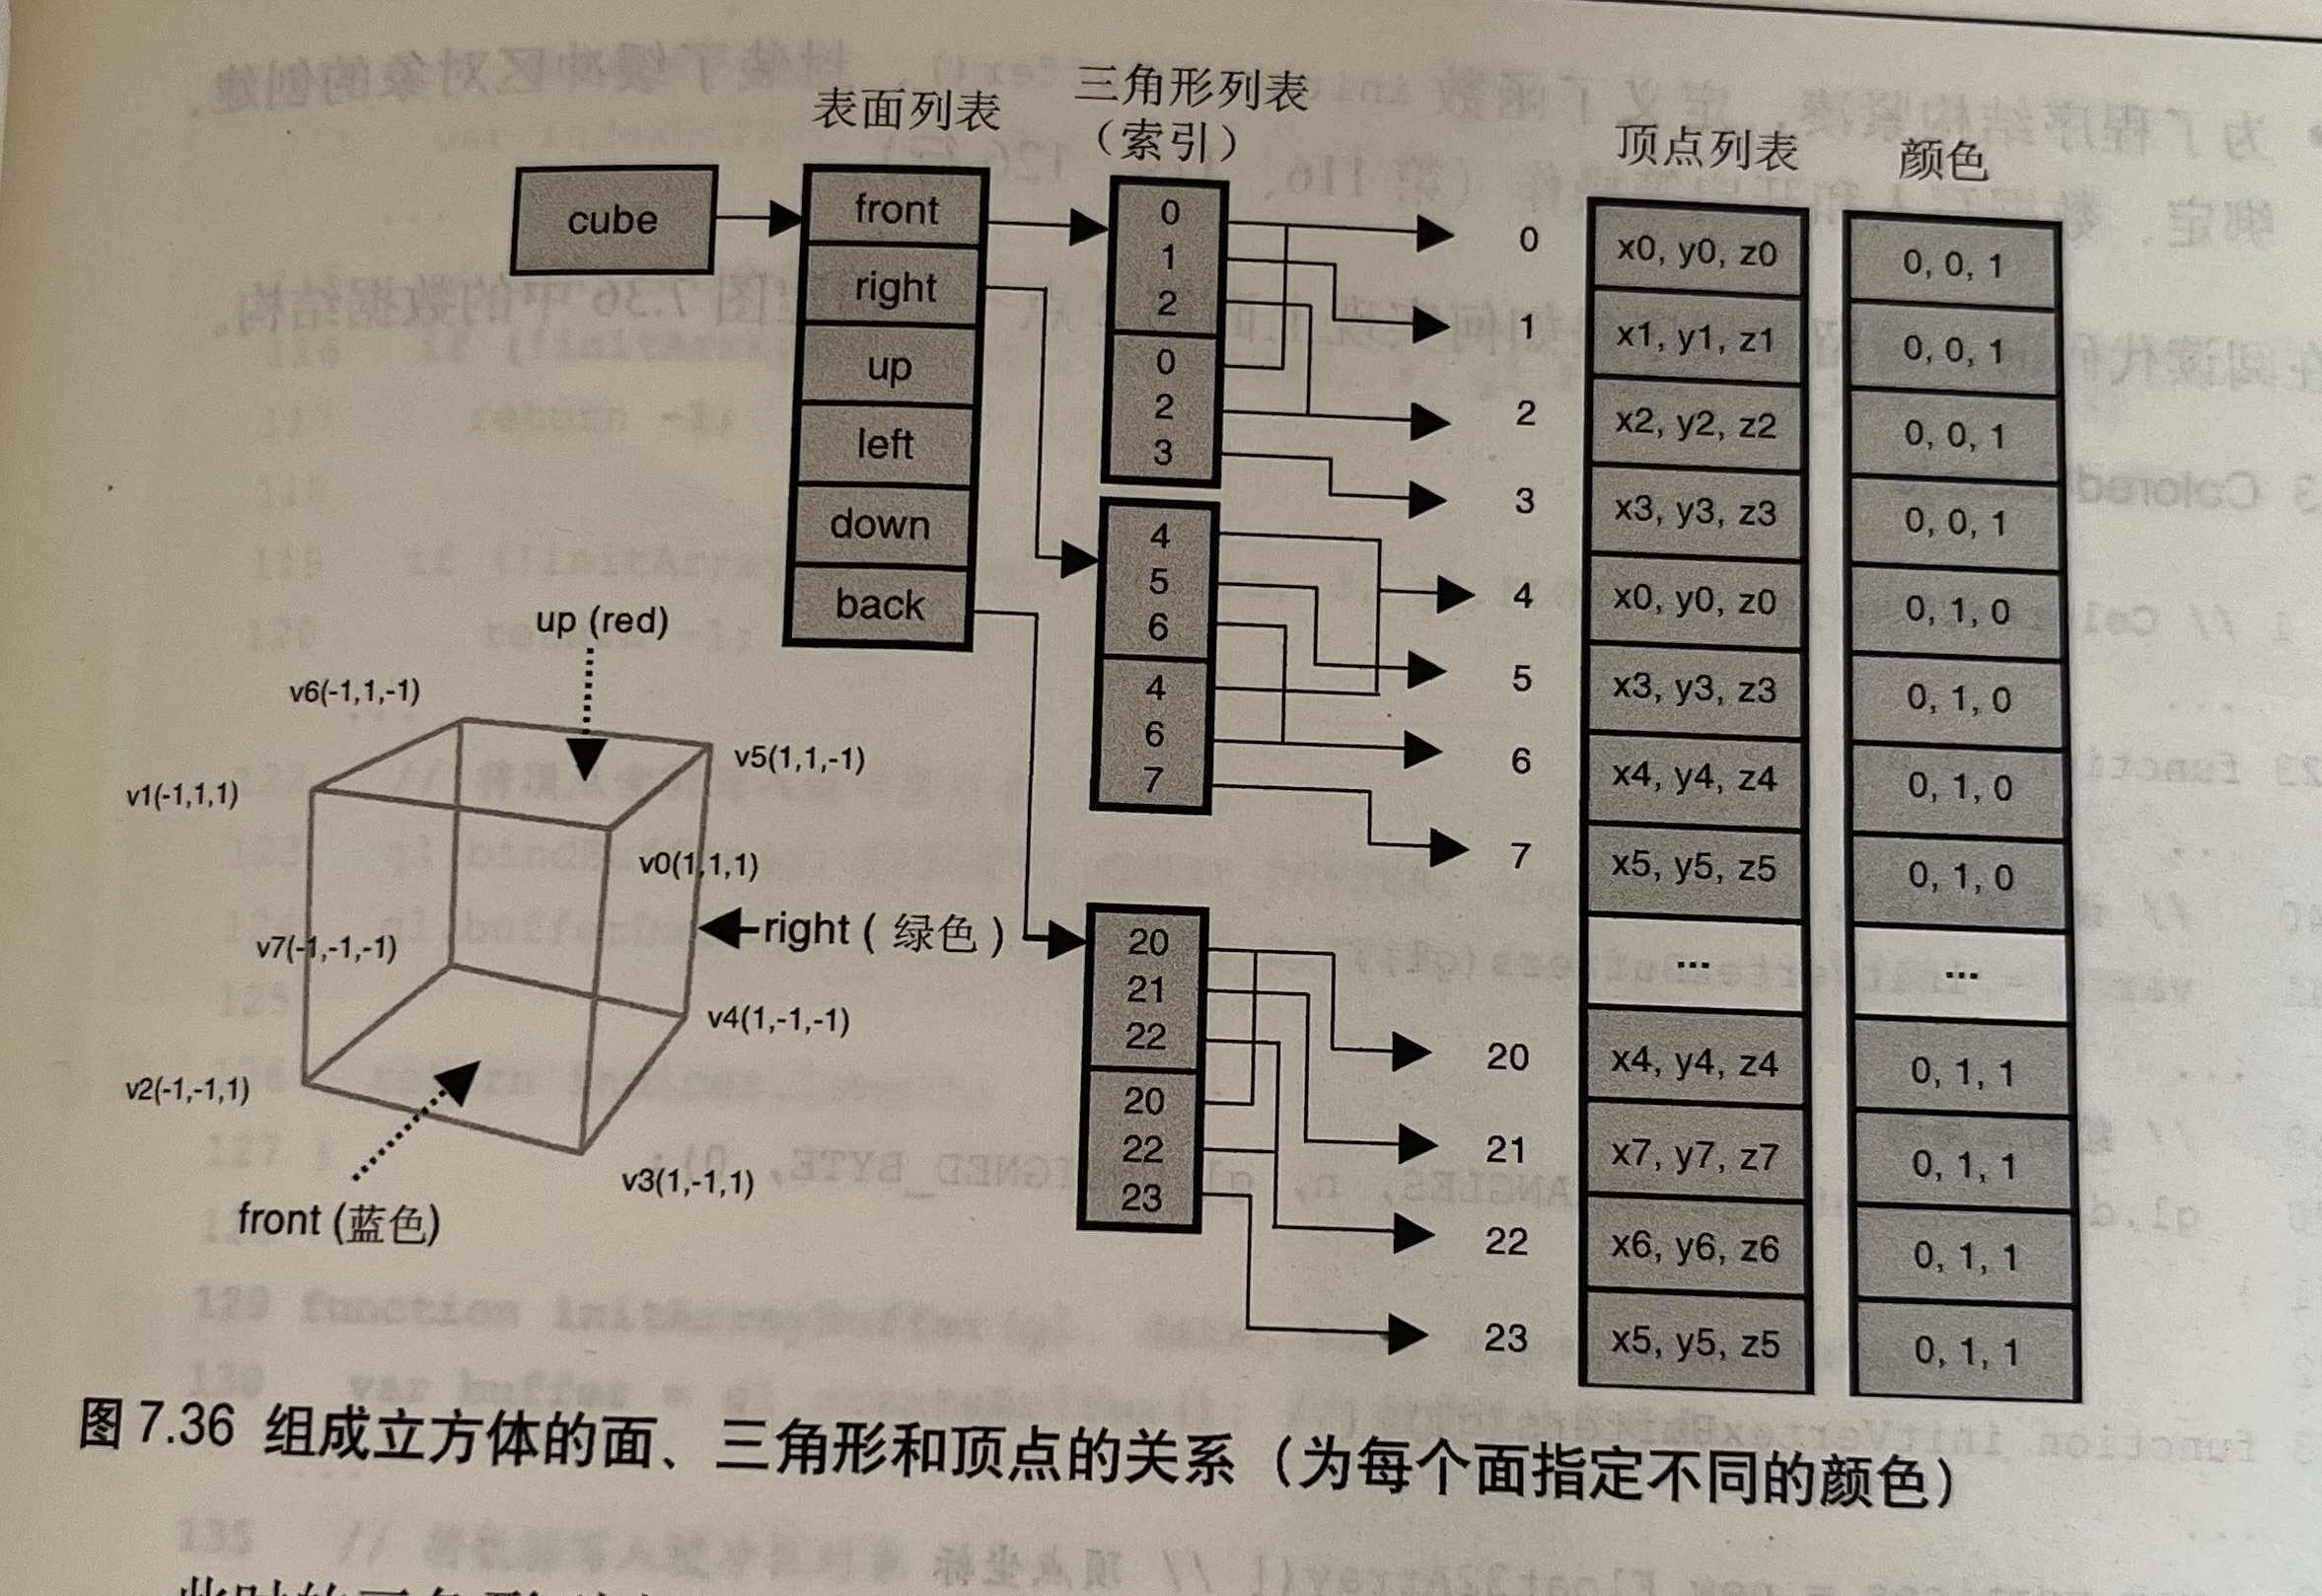 表面列表
三角形列表
（索引）
顶点列表
颜色
cube
front
right
up
left
down
back
0
1
2
0
2
3
4
5
6
4
6
7
20
21
22
20
22
23
0
x0, y0, z0
0, 0, 1
1
x1, y1, z1
0, 0, 1
2
x2, y2, z2
0, 0, 1
3
x3, y3, z3
0, 0, 1
4
x0, y0, z0
0, 1, 0
5
x3, y3, z3
0, 1, 0
6
x4, y4, z4
0, 1, 0
7
x5, y5, z5
0, 1, 0
...
...
20
x4, y4, z4
0, 1, 1
21
x7, y7, z7
0, 1, 1
22
x6, y6, z6
0, 1, 1
23
x5, y5, z5
0, 1, 1
up (red)
v6(-1,1,-1)
v5(1,1,-1)
v1(-1,1,1)
v0(1,1,1)
right ( 绿色 )
v7(-1,-1,-1)
v4(1,-1,-1)
v2(-1,-1,1)
v3(1,-1,1)
front (蓝色)
图 7.36 组成立方体的面、三角形和顶点的关系（为每个面指定不同的颜色）